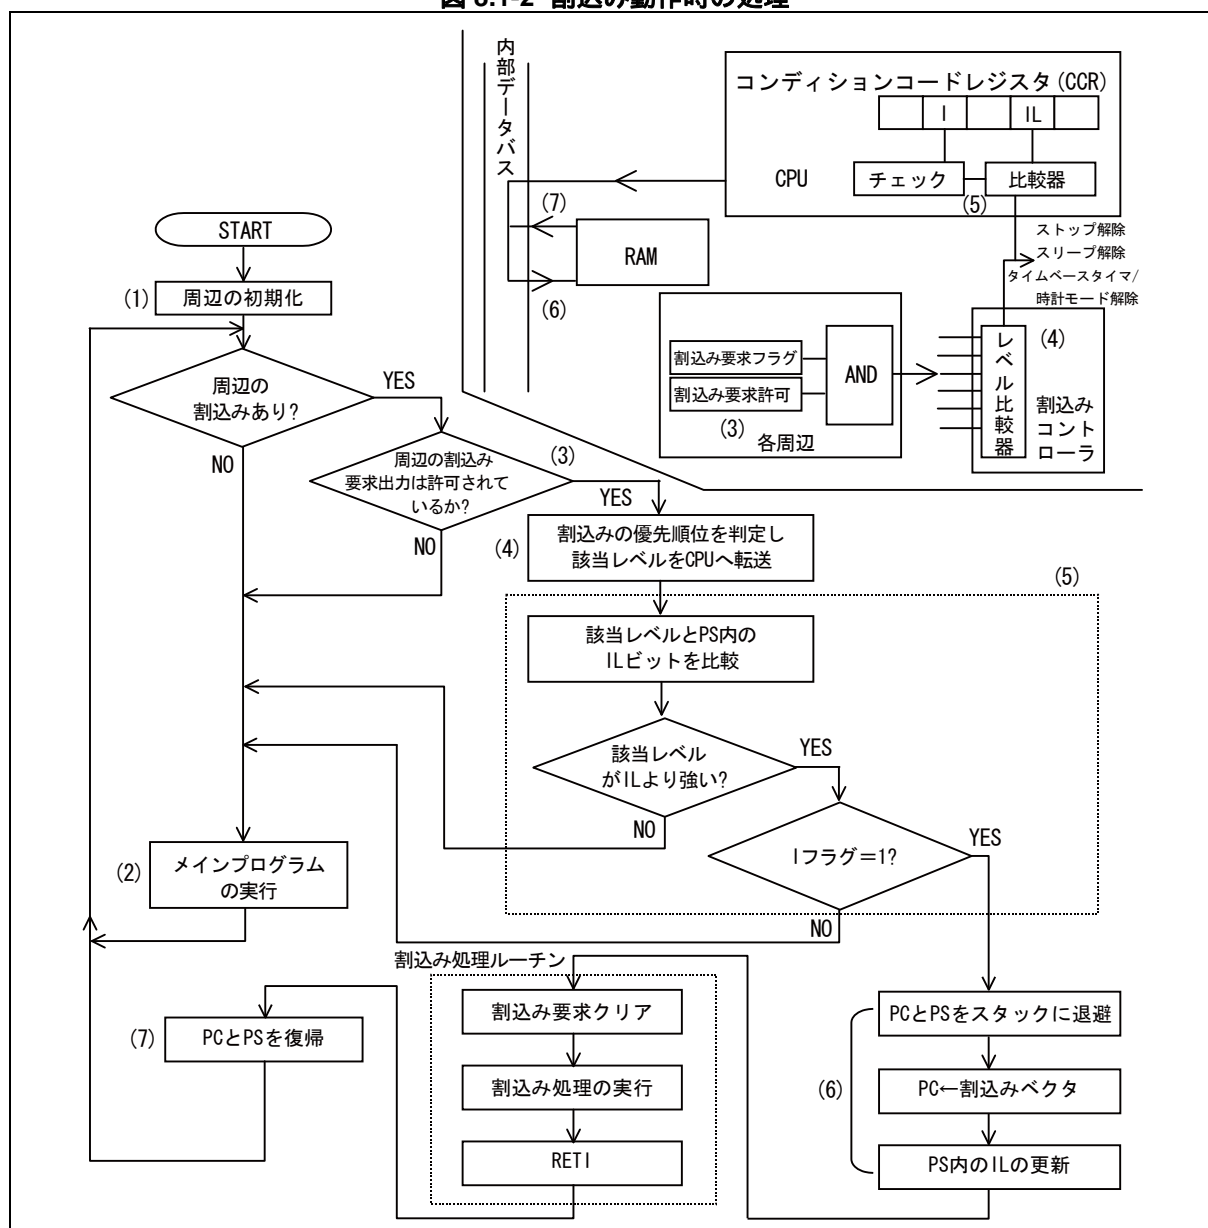 図 8.1-2 割込み動作時の処理
内部データバス
コンディションコードレジスタ(CCR)
I
IL
CPU
チェック
比較器
(5)
(7)
RAM
(6)
ストップ解除
スリープ解除
タイムベースタイマ/
時計モード解除
割込み要求フラグ
割込み要求許可
AND
(3)
各周辺
レベル比較器
(4)
割込み
コント
ローラ
START
(1)
周辺の初期化
周辺の
割込みあり?
YES
NO
周辺の割込み
要求出力は許可されて
いるか?
(3)
YES
NO
(4)
割込みの優先順位を判定し
該当レベルをCPUへ転送
(5)
該当レベルとPS内の
ILビットを比較
該当レベル
がILより強い?
YES
NO
Iフラグ=1?
YES
NO
(2)
メインプログラム
の実行
割込み処理ルーチン
割込み要求クリア
割込み処理の実行
RETI
(7)
PCとPSを復帰
(6)
PCとPSをスタックに退避
PC←割込みベクタ
PS内のILの更新